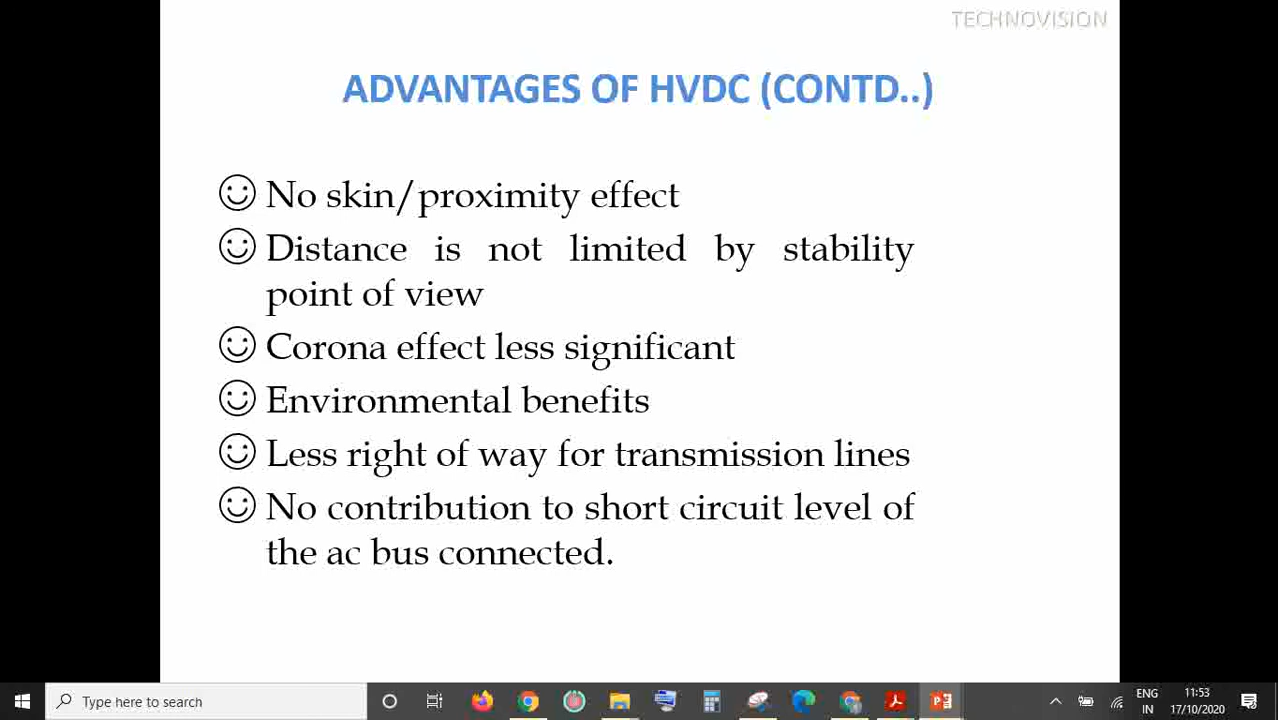 TECHNOVISION
ADVANTAGES OF HVDC (CONTD..)
No skin/proximity effect
Distance is not limited by stability
point of view
Corona effect less significant
Environmental benefits
Less right of way for transmission lines
No contribution to short circuit level of
the ac bus connected.
Type here to search
ENG
IN
11:53
17/10/2020